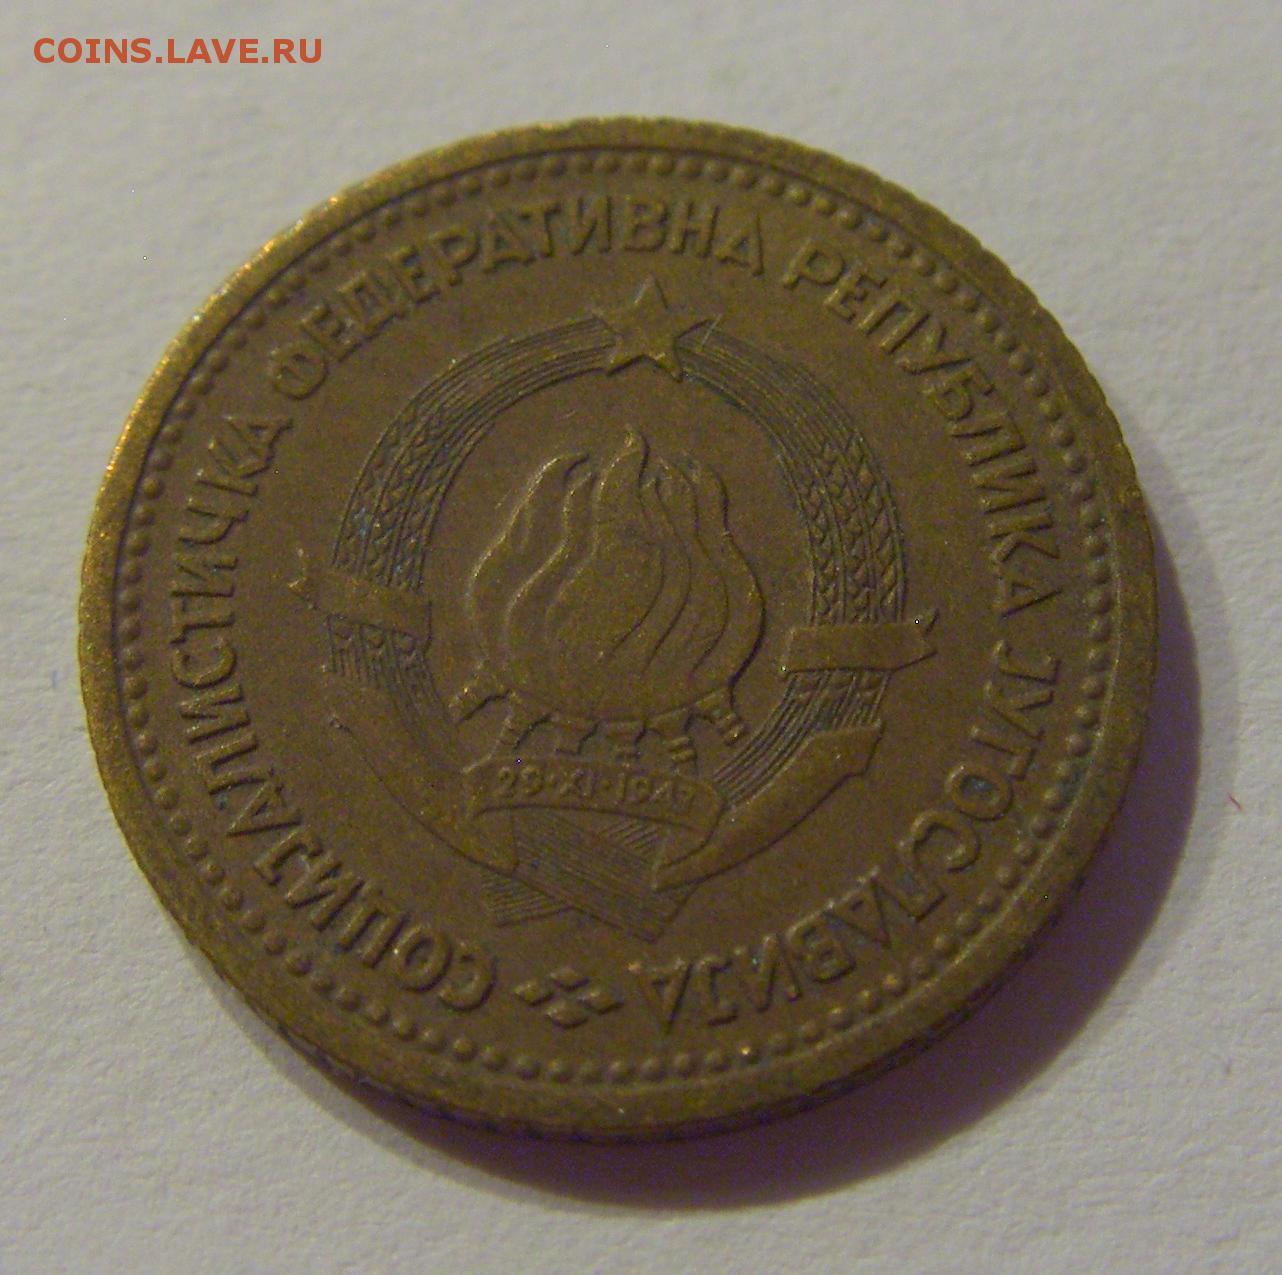 COINS.LAVE.RU
СОЦИЈАЛИСТИЧКА ФЕДЕРАТИВНА РЕПУБЛИКА ЈУГОСЛАВИЈА
29·XI·1943